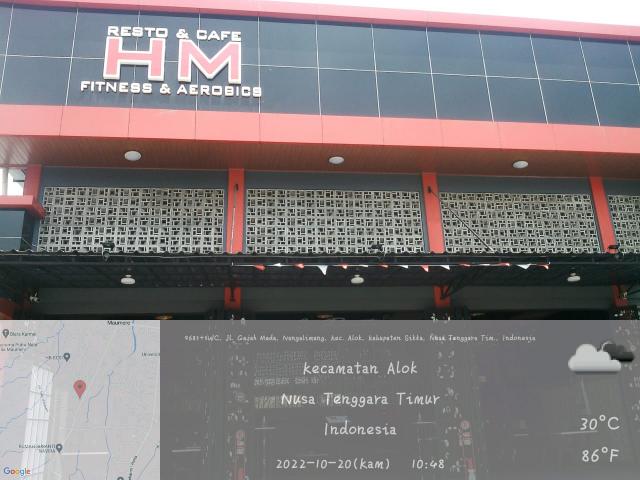 RESTO & CAFE
HM
FITNESS & AEROBICS
Jl. Gajah Mada, Nangalimang, kec. Alok, kabupaten Sikka, Nusa Tenggara Tim., Indonesia
kecamatan Alok
Nusa Tenggara Timur
Indonesia
2022-10-20(kam) 10:48
30°C
86°F
Maumere
Google